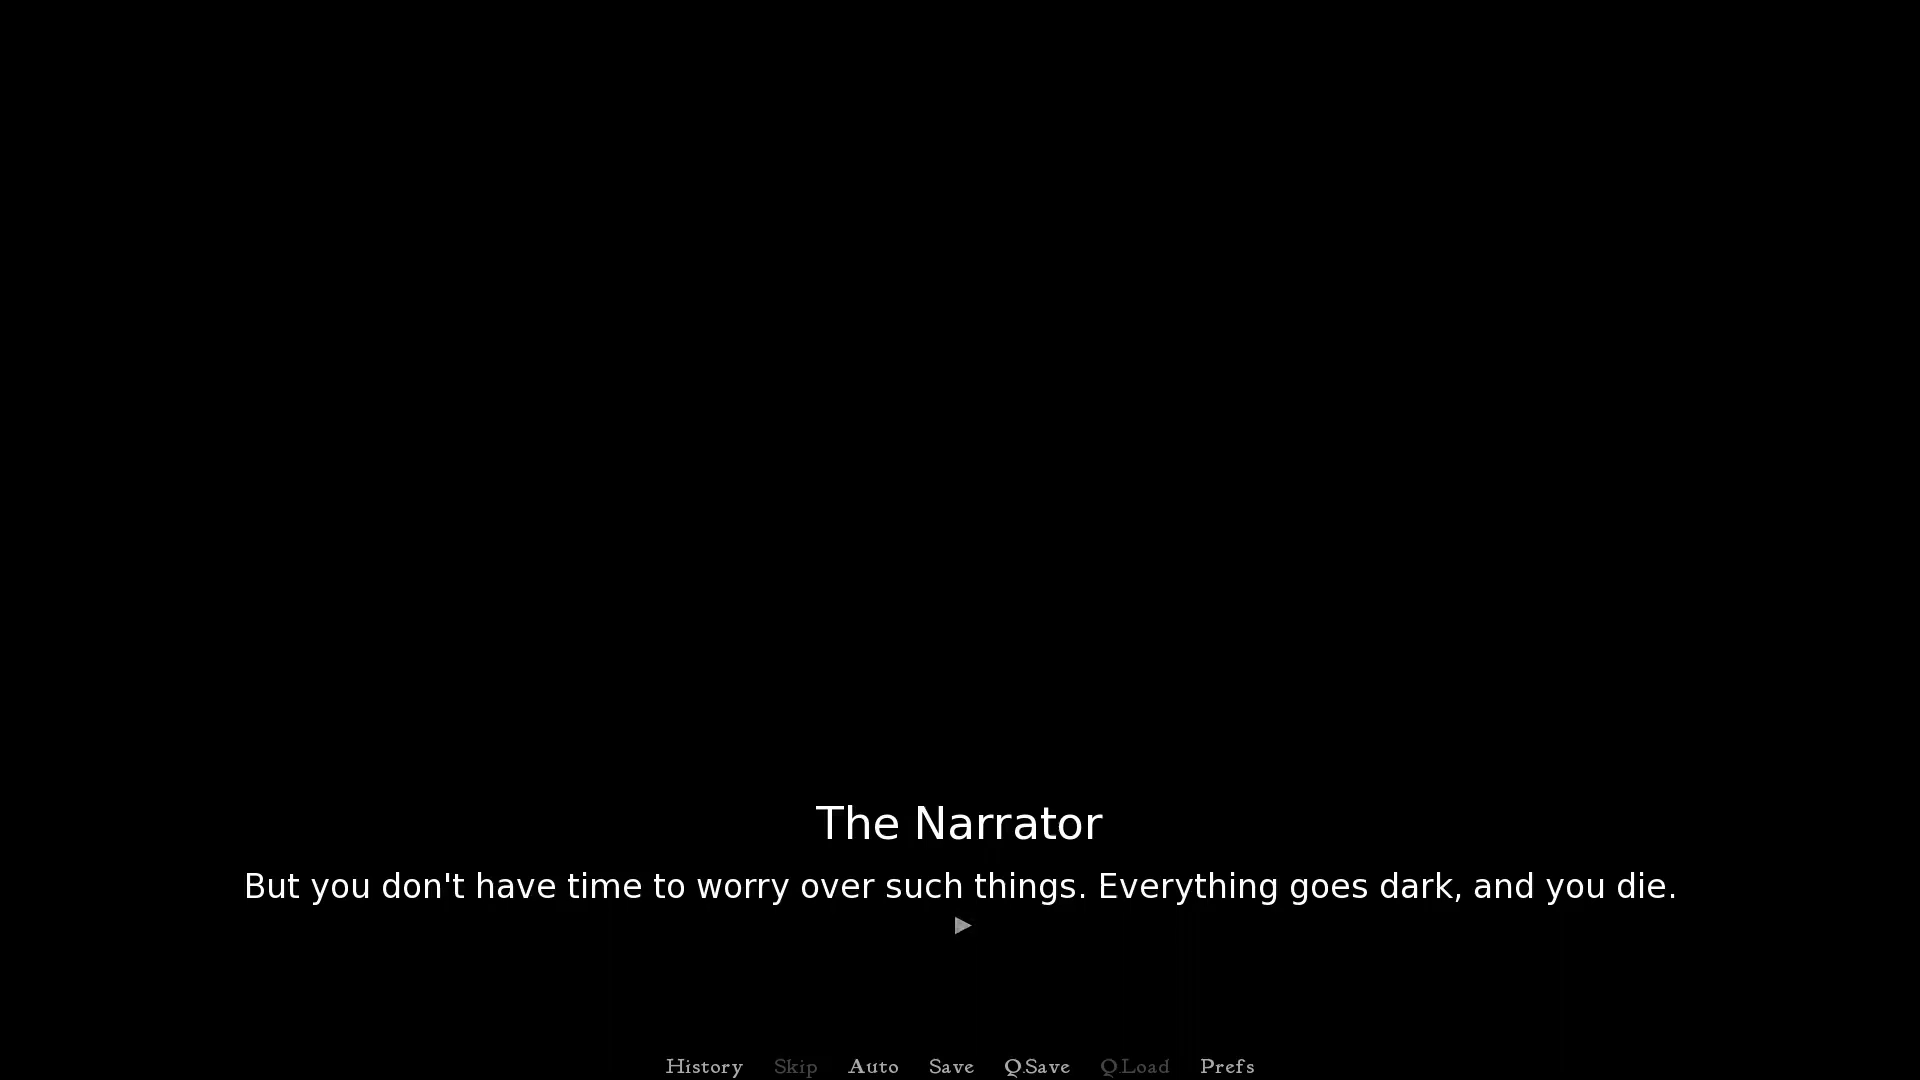 The Narrator
But you don't have time to worry over such things. Everything goes dark, and you die.
History Skip Auto Save Q.Save Q.Load Prefs